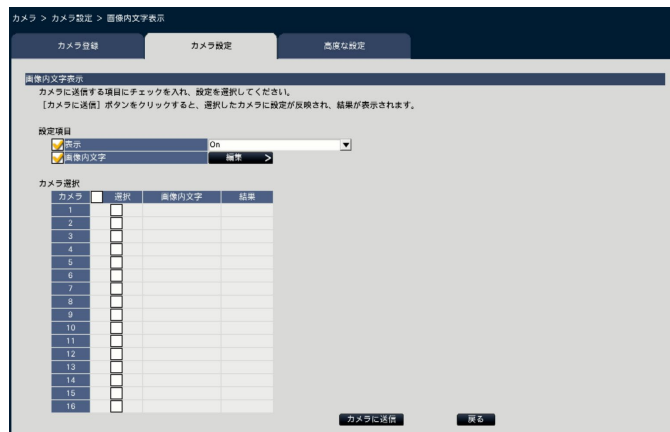 カメラ > カメラ設定 > 画像内文字表示
カメラ登録 カメラ設定 高度な設定
画像内文字表示
カメラに送信する項目にチェックを入れ、設定を選択してください。
[カメラに送信] ボタンをクリックすると、選択したカメラに設定が反映され、結果が表示されます。
設定項目
表示 On
画像内文字 編集 >
カメラ選択
カメラ 選択 画像内文字 結果
1
2
3
4
5
6
7
8
9
10
11
12
13
14
15
16
カメラに送信 戻る